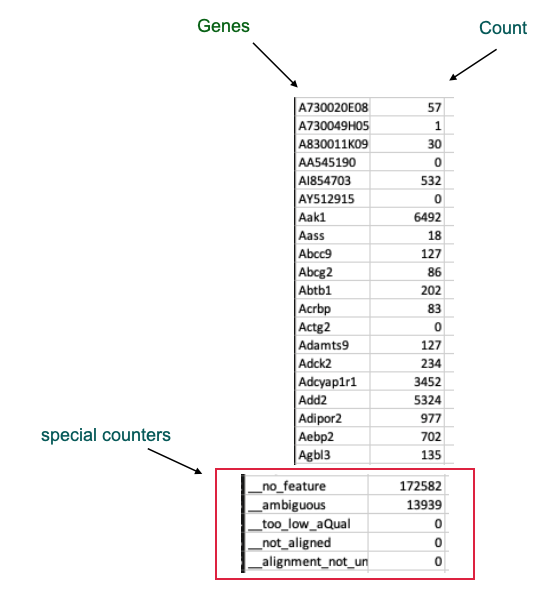 Genes Count
A730020E08 57
A730049H05 1
A830011K09 30
AA545190 0
AI854703 532
AY512915 0
Aak1 6492
Aass 18
Abcc9 127
Abcg2 86
Abtb1 202
Acrbp 83
Actg2 0
Adamts9 127
Adck2 234
Adcyap1r1 3452
Add2 5324
Adipor2 977
Aebp2 702
Agbl3 135
special counters
__no_feature 172582
__ambiguous 13939
__too_low_aQual 0
__not_aligned 0
__alignment_not_un 0